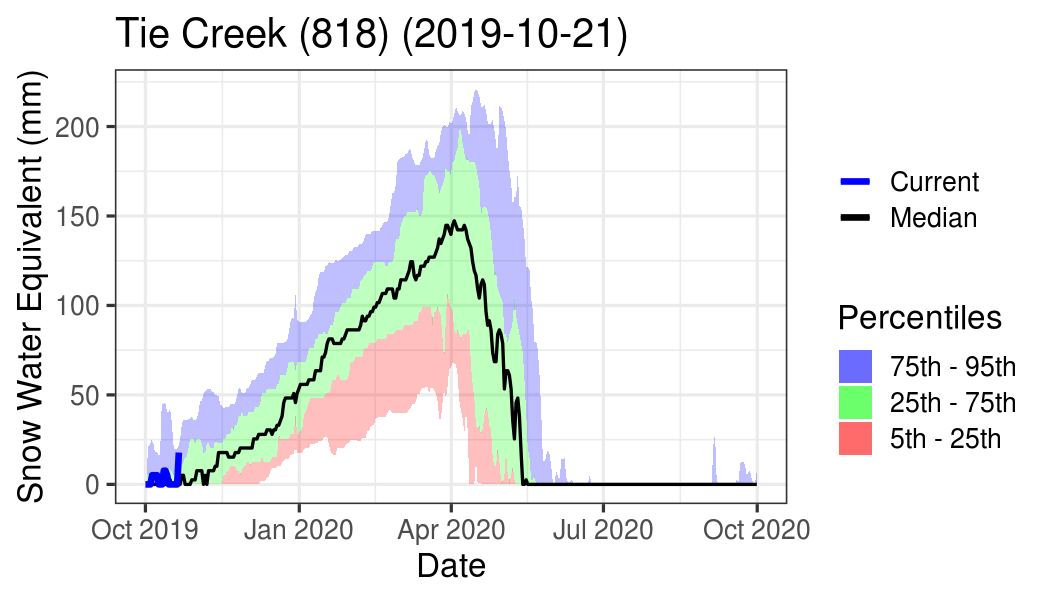 Tie Creek (818) (2019-10-21)
Snow Water Equivalent (mm)
200
150
100
50
0
Oct 2019
Jan 2020
Apr 2020
Jul 2020
Oct 2020
Date
Current
Median
Percentiles
75th - 95th
25th - 75th
5th - 25th